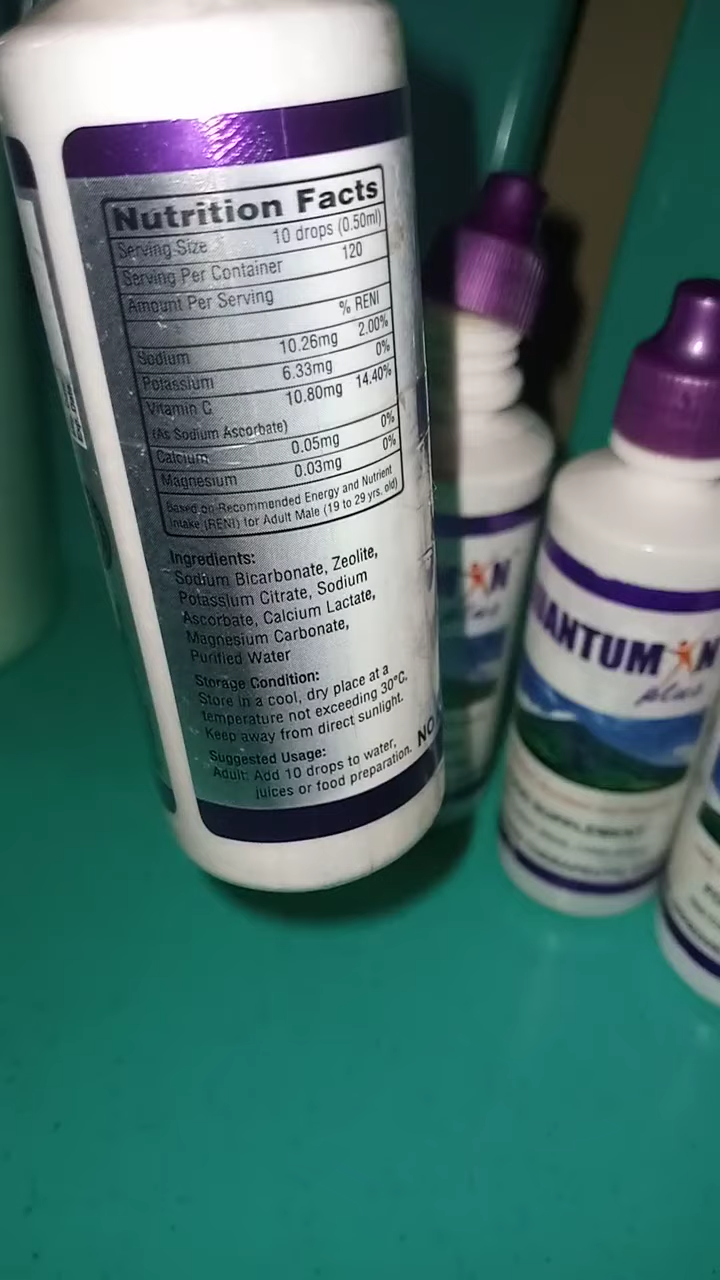 Nutrition Facts
Serving Size 10 drops (0.50ml)
Serving Per Container 120
Amount Per Serving
% RENI
Sodium 10.26mg 2.00%
Potassium 6.33mg 0%
Vitamin C 10.80mg 14.40%
(As Sodium Ascorbate)
Calcium 0.05mg 0%
Magnesium 0.03mg 0%
Based on Recommended Energy and Nutrient
Intake (RENI) for Adult Male (19 to 29 yrs. old)
Ingredients:
Sodium Bicarbonate, Zeolite,
Potassium Citrate, Sodium
Ascorbate, Calcium Lactate,
Magnesium Carbonate,
Purified Water
Storage Condition:
Store in a cool, dry place at a
temperature not exceeding 30°C.
Keep away from direct sunlight.
Suggested Usage:
Adult: Add 10 drops to water,
juices or food preparation.
NO
UANTUM N
plus
SUPPLEMENT